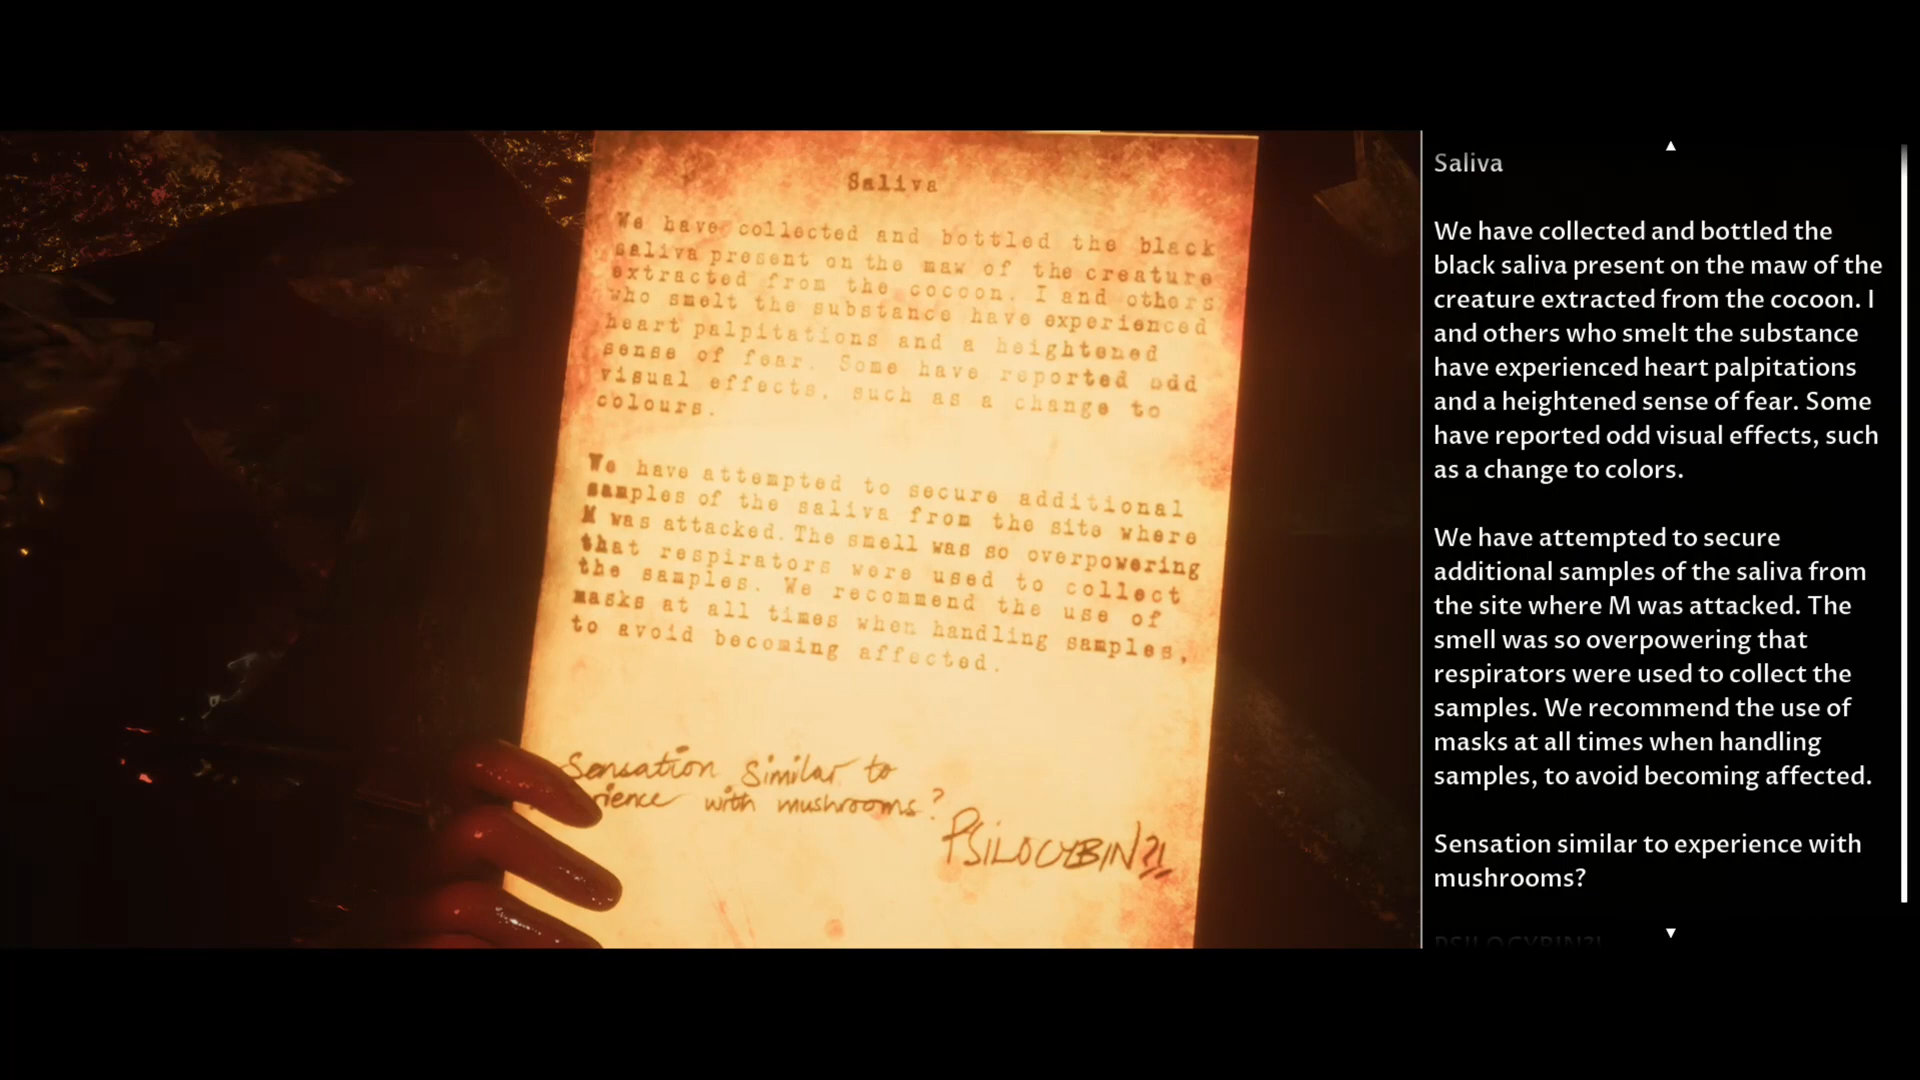 Saliva
We have collected and bottled the black
saliva present on the maw of the creature
extracted from the cocoon. I and others
who smelt the substance have experienced
heart palpitations and a heightened
sense of fear. Some have reported odd
visual effects, such as a change to
colours.
We have attempted to secure additional
samples of the saliva from the site where
M was attacked. The smell was so overpowering
that respirators were used to collect
the samples. We recommend the use of
masks at all times when handling samples,
to avoid becoming affected.
Sensation similar to
rience with mushrooms?
PSILOCYBIN?!
Saliva
We have collected and bottled the
black saliva present on the maw of the
creature extracted from the cocoon. I
and others who smelt the substance
have experienced heart palpitations
and a heightened sense of fear. Some
have reported odd visual effects, such
as a change to colors.
We have attempted to secure
additional samples of the saliva from
the site where M was attacked. The
smell was so overpowering that
respirators were used to collect the
samples. We recommend the use of
masks at all times when handling
samples, to avoid becoming affected.
Sensation similar to experience with
mushrooms?
PSILOCYBIN?!